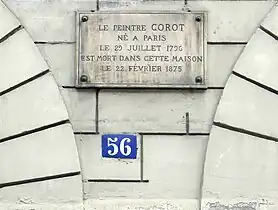 LE PEINTRE COROT
NÉ A PARIS
LE 29 JUILLET 1796
EST MORT DANS CETTE MAISON
LE 22 FÉVRIER 1875
56